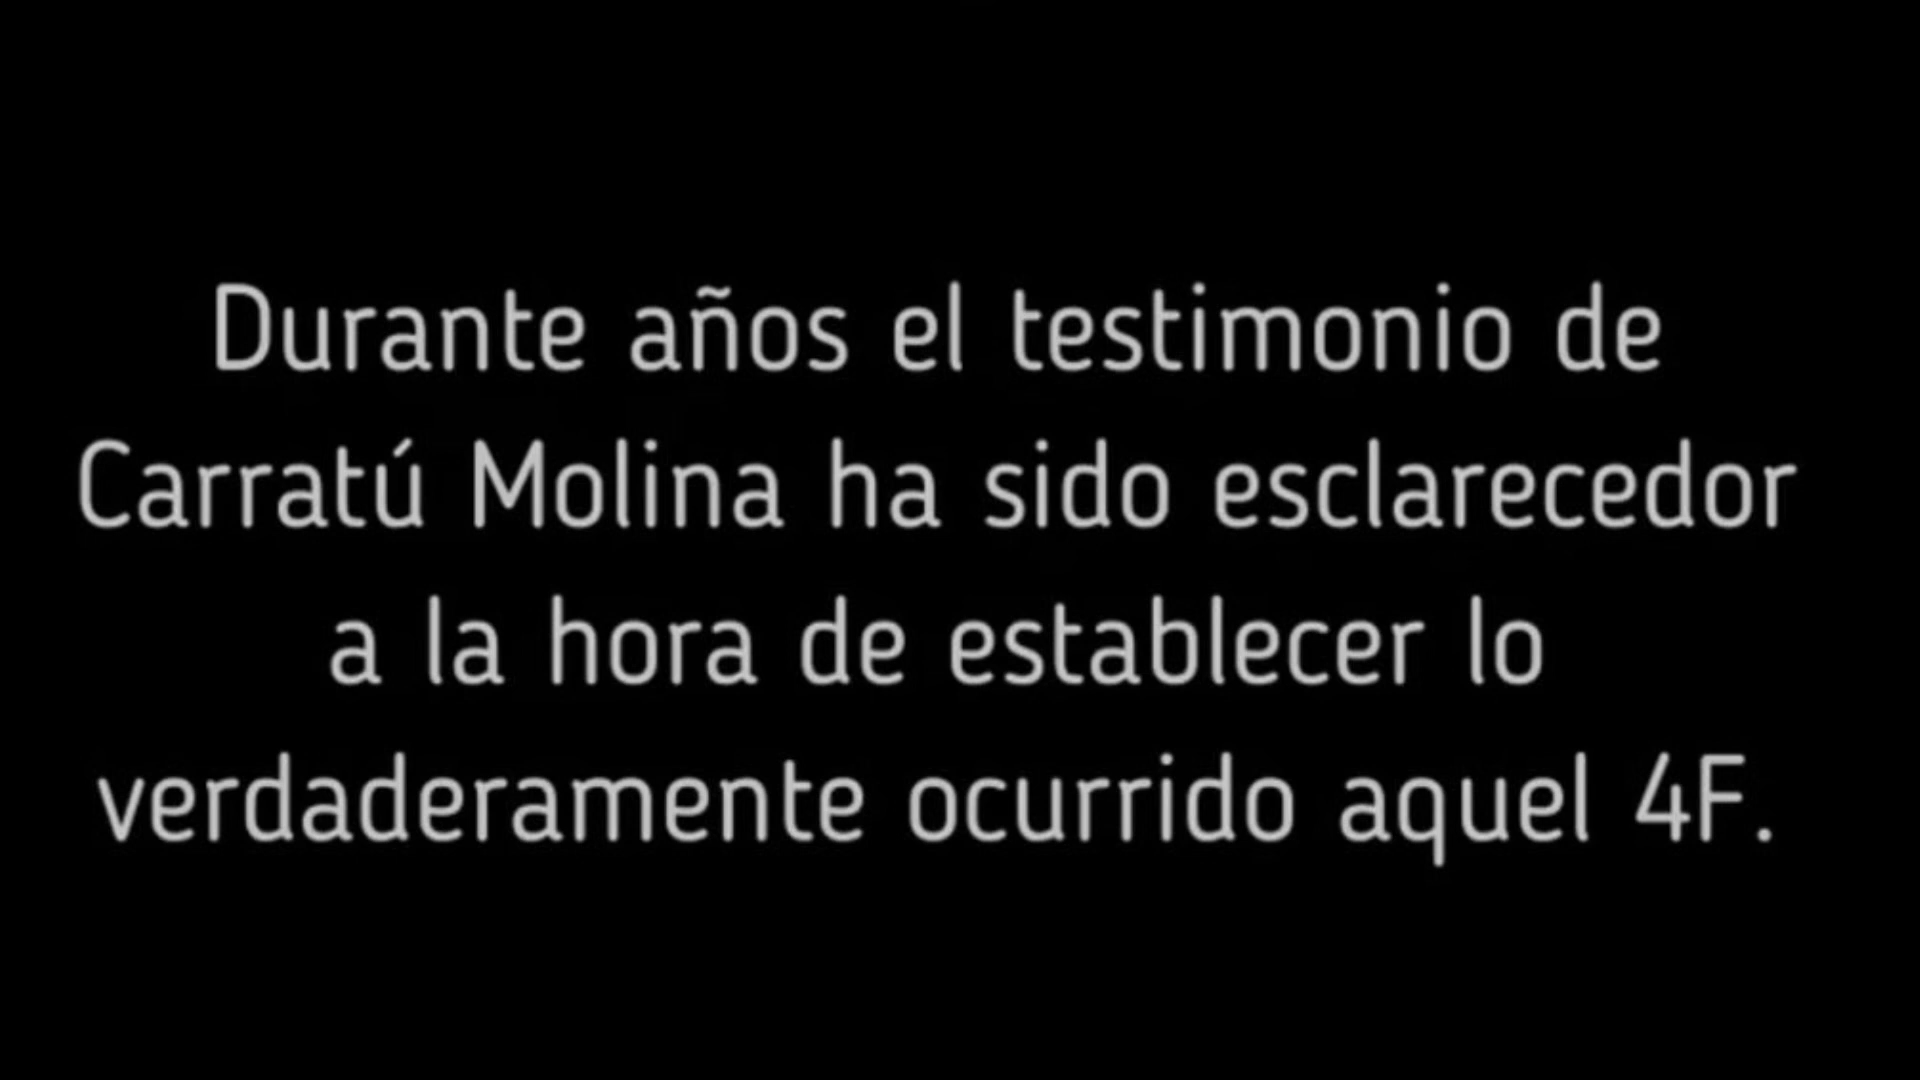 Durante años el testimonio de
Carratú Molina ha sido esclarecedor
a la hora de establecer lo
verdaderamente ocurrido aquel 4F.